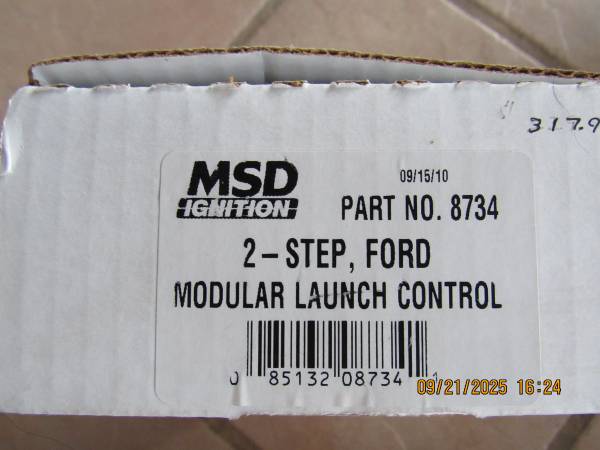 317.9
MSD
IGNITION
09/15/10
PART NO. 8734
2-STEP, FORD
MODULAR LAUNCH CONTROL
0 85132 08734 1
09/21/2025 16:24